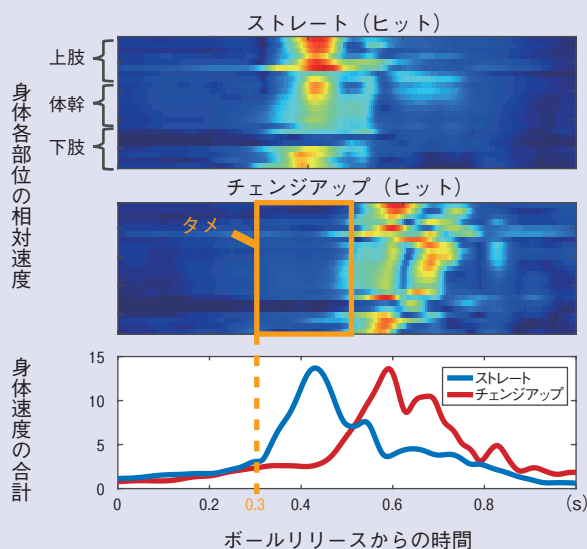 ストレート（ヒット）
上肢
体幹
下肢
身体各部位の相対速度
チェンジアップ（ヒット）
タメ
身体速度の合計
15
10
5
0
ストレート
チェンジアップ
0 0.2 0.3 0.4 0.6 0.8 (s)
ボールリリースからの時間